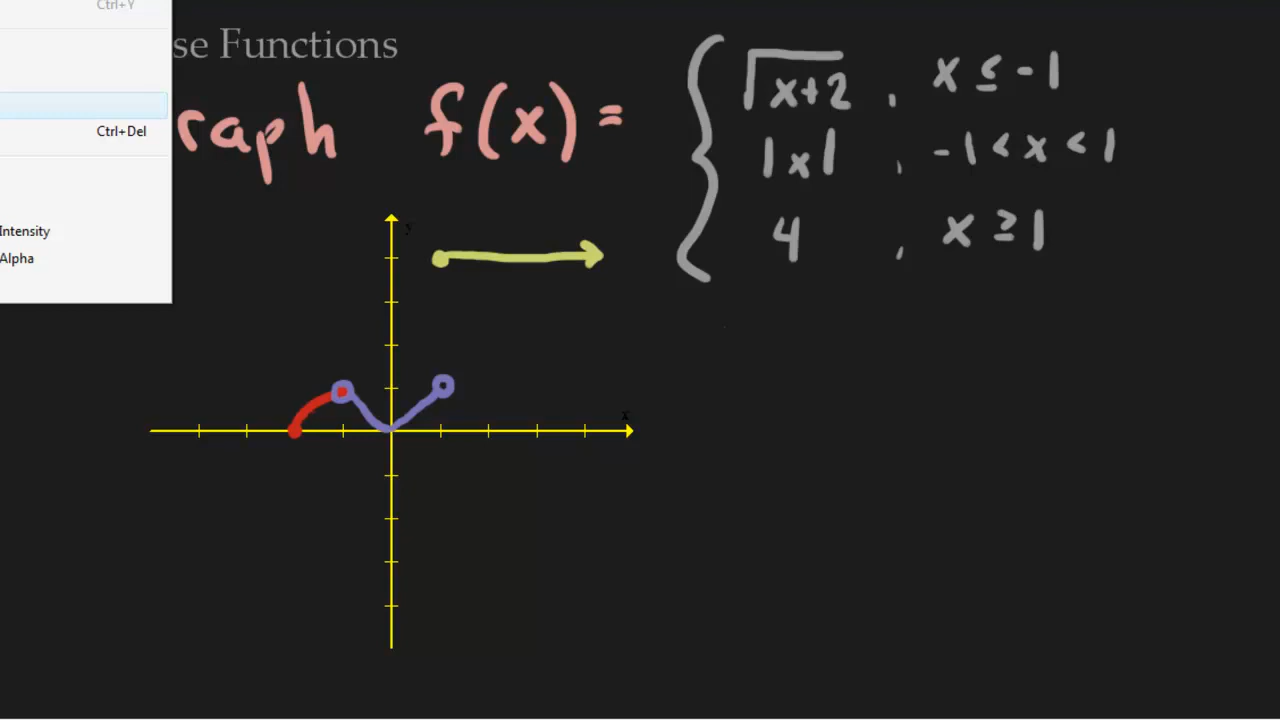 Ctrl+Y
se Functions
Ctrl+Del
Intensity
Alpha
raph f(x)= { √x+2 , x ≤ -1
|x| , -1 < x < 1
4 , x ≥ 1
y
x